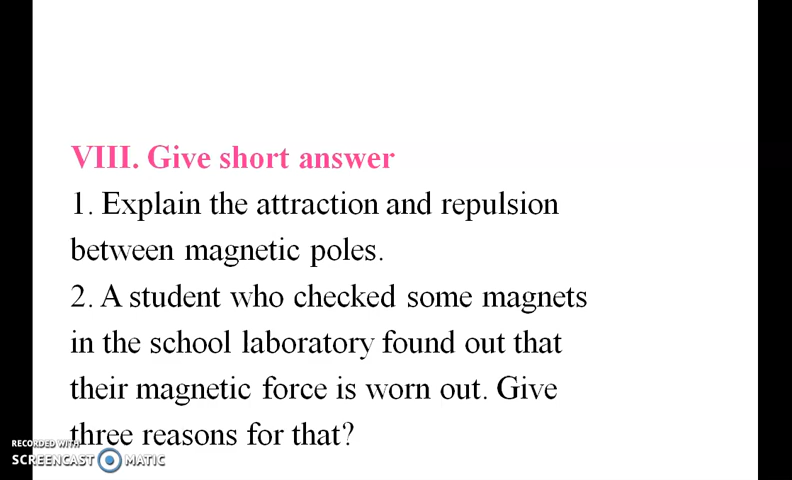 VIII. Give short answer
1. Explain the attraction and repulsion
between magnetic poles.
2. A student who checked some magnets
in the school laboratory found out that
their magnetic force is worn out. Give
three reasons for that?
RECORDED WITH
SCREENCAST MATIC